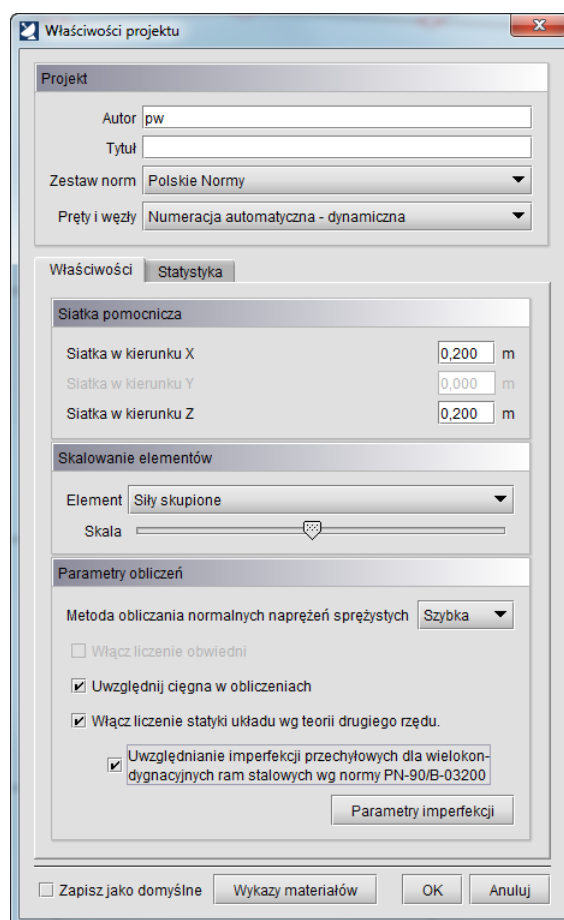 Właściwości projektu
Projekt
Autor pw
Tytuł
Zestaw norm Polskie Normy
Pręty i węzły Numeracja automatyczna - dynamiczna
Właściwości Statystyka
Siatka pomocnicza
Siatka w kierunku X 0,200 m
Siatka w kierunku Y 0,000 m
Siatka w kierunku Z 0,200 m
Skalowanie elementów
Element Siły skupione
Skala
Parametry obliczeń
Metoda obliczania normalnych naprężeń sprężystych Szybka
Włącz liczenie obwiedni
Uwzględnij cięgna w obliczeniach
Włącz liczenie statyki układu wg teorii drugiego rzędu.
Uwzględnianie imperfekcji przechyłowych dla wielokon-
dygnacyjnych ram stalowych wg normy PN-90/B-03200
Parametry imperfekcji
Zapisz jako domyślne Wykazy materiałów OK Anuluj